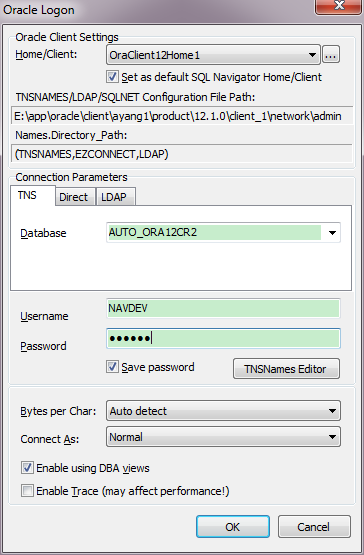 Oracle Logon
Oracle Client Settings
Home/Client: OraClient12Home1 ...
Set as default SQL Navigator Home/Client
TNSNAMES/LDAP/SQLNET Configuration File Path:
E:\app\oracle\client\ayang1\product\12.1.0\client_1\network\admin
Names.Directory_Path:
(TNSNAMES,EZCONNECT,LDAP)
Connection Parameters
TNS Direct LDAP
Database AUTO_ORA12CR2
Username NAVDEV
Password ●●●●●●
Save password TNSNames Editor
Bytes per Char: Auto detect
Connect As: Normal
Enable using DBA views
Enable Trace (may affect performance!)
OK Cancel